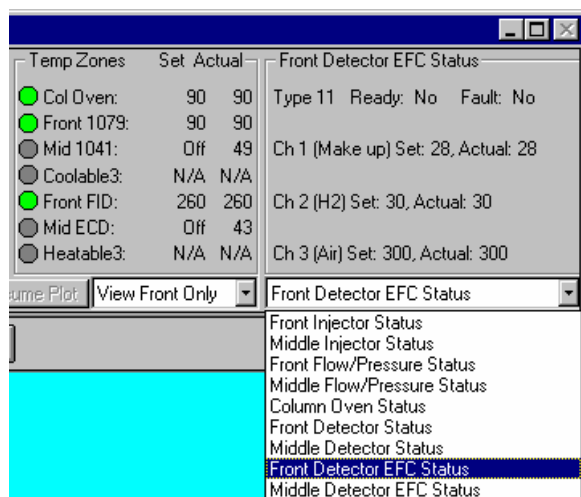 Temp Zones Set Actual
Col Oven: 90 90
Front 1079: 90 90
Mid 1041: Off 49
Coolable3: N/A N/A
Front FID: 260 260
Mid ECD: Off 43
Heatable3: N/A N/A
Front Detector EFC Status
Type 11 Ready: No Fault: No
Ch 1 (Make up) Set: 28, Actual: 28
Ch 2 (H2) Set: 30, Actual: 30
Ch 3 (Air) Set: 300, Actual: 300
ume Plot View Front Only Front Detector EFC Status
Front Injector Status
Middle Injector Status
Front Flow/Pressure Status
Middle Flow/Pressure Status
Column Oven Status
Front Detector Status
Middle Detector Status
Front Detector EFC Status
Middle Detector EFC Status